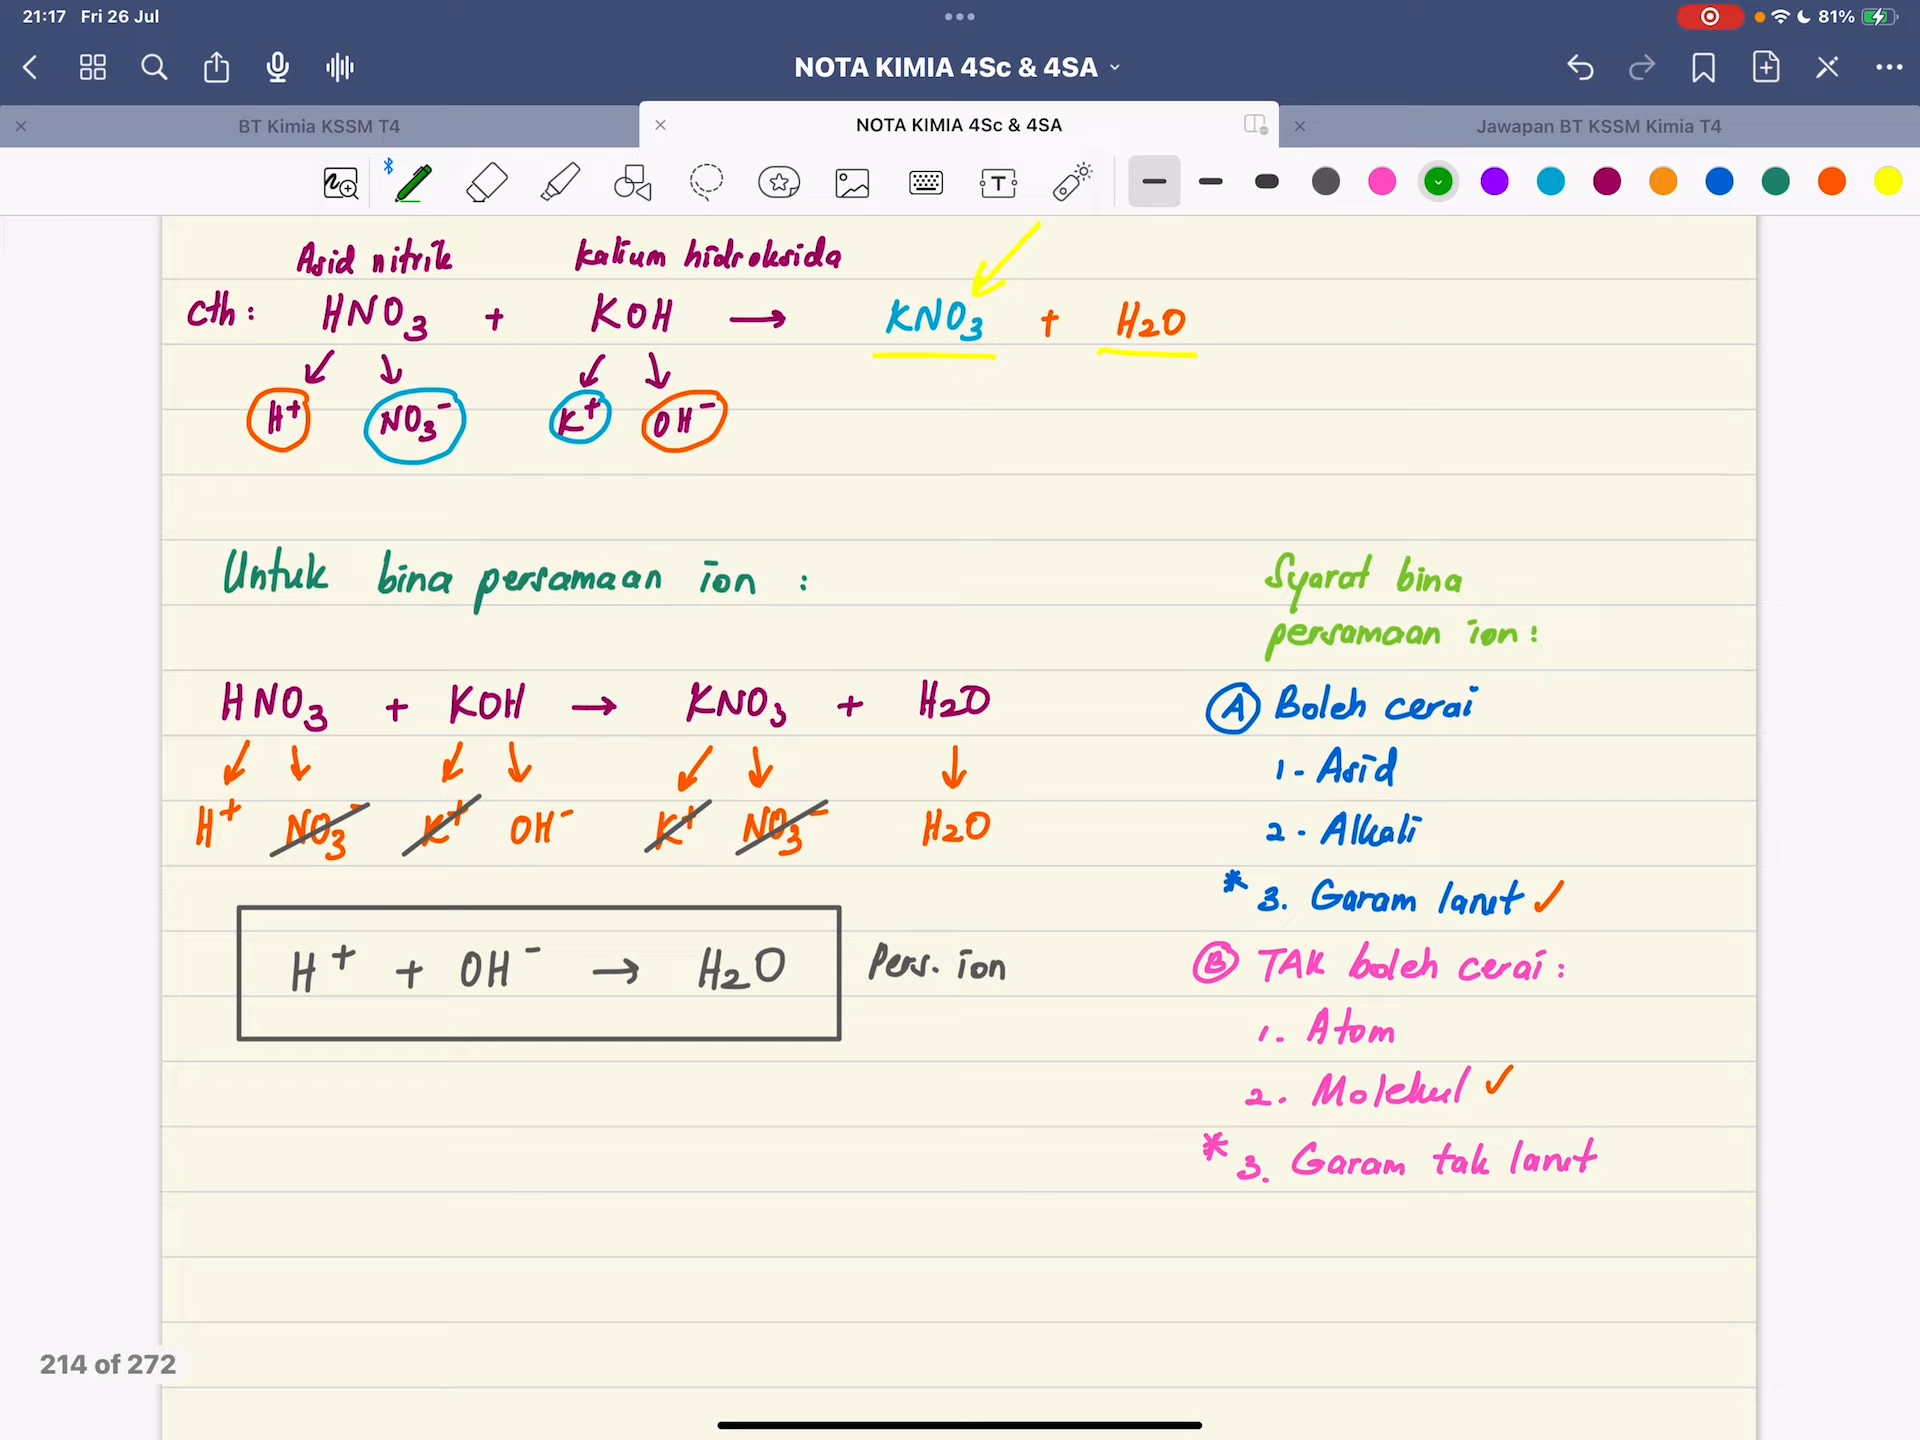 21:17 Fri 26 Jul
81%
NOTA KIMIA 4Sc & 4SA
BT Kimia KSSM T4
NOTA KIMIA 4Sc & 4SA
Jawapan BT KSSM Kimia T4
Asid nitrik kalium hidroksida
Cth: HNO₃ + KOH → KNO₃ + H₂O
H⁺ NO₃⁻ K⁺ OH⁻
Untuk bina persamaan ion :
HNO₃ + KOH → KNO₃ + H₂O
H⁺ NO₃⁻ K⁺ OH⁻ K⁺ NO₃⁻ H₂O
H⁺ + OH⁻ → H₂O Pers. ion
Syarat bina
persamaan ion :
Ⓐ Boleh cerai
1- Asid
2 - Alkali
* 3. Garam larut ✓
Ⓑ TAK boleh cerai :
1. Atom
2. Molekul ✓
* 3. Garam tak larut
214 of 272